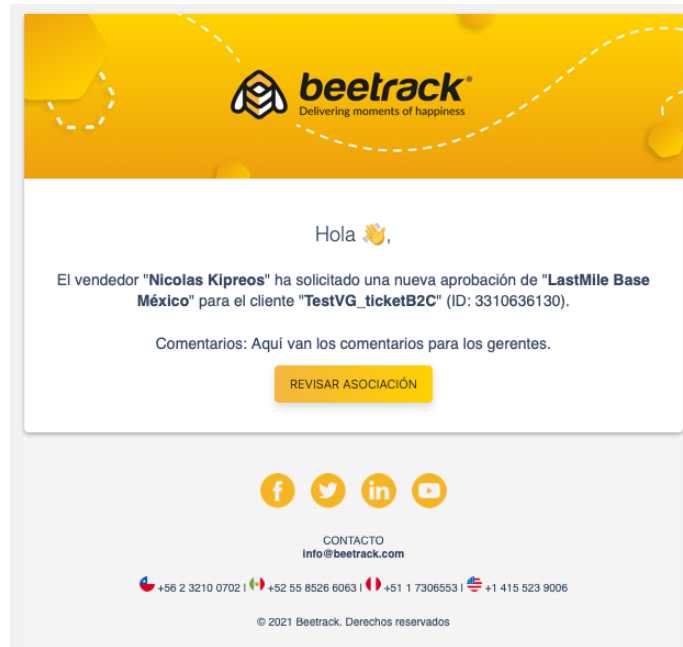 beetrack®
Delivering moments of happiness
Hola 👋,
El vendedor "Nicolas Kipreos" ha solicitado una nueva aprobación de "LastMile Base
México" para el cliente "TestVG_ticketB2C" (ID: 3310636130).
Comentarios: Aquí van los comentarios para los gerentes.
REVISAR ASOCIACIÓN
CONTACTO
info@beetrack.com
+56 2 3210 0702 | +52 55 8526 6063 | +51 1 7306553 | +1 415 523 9006
© 2021 Beetrack. Derechos reservados